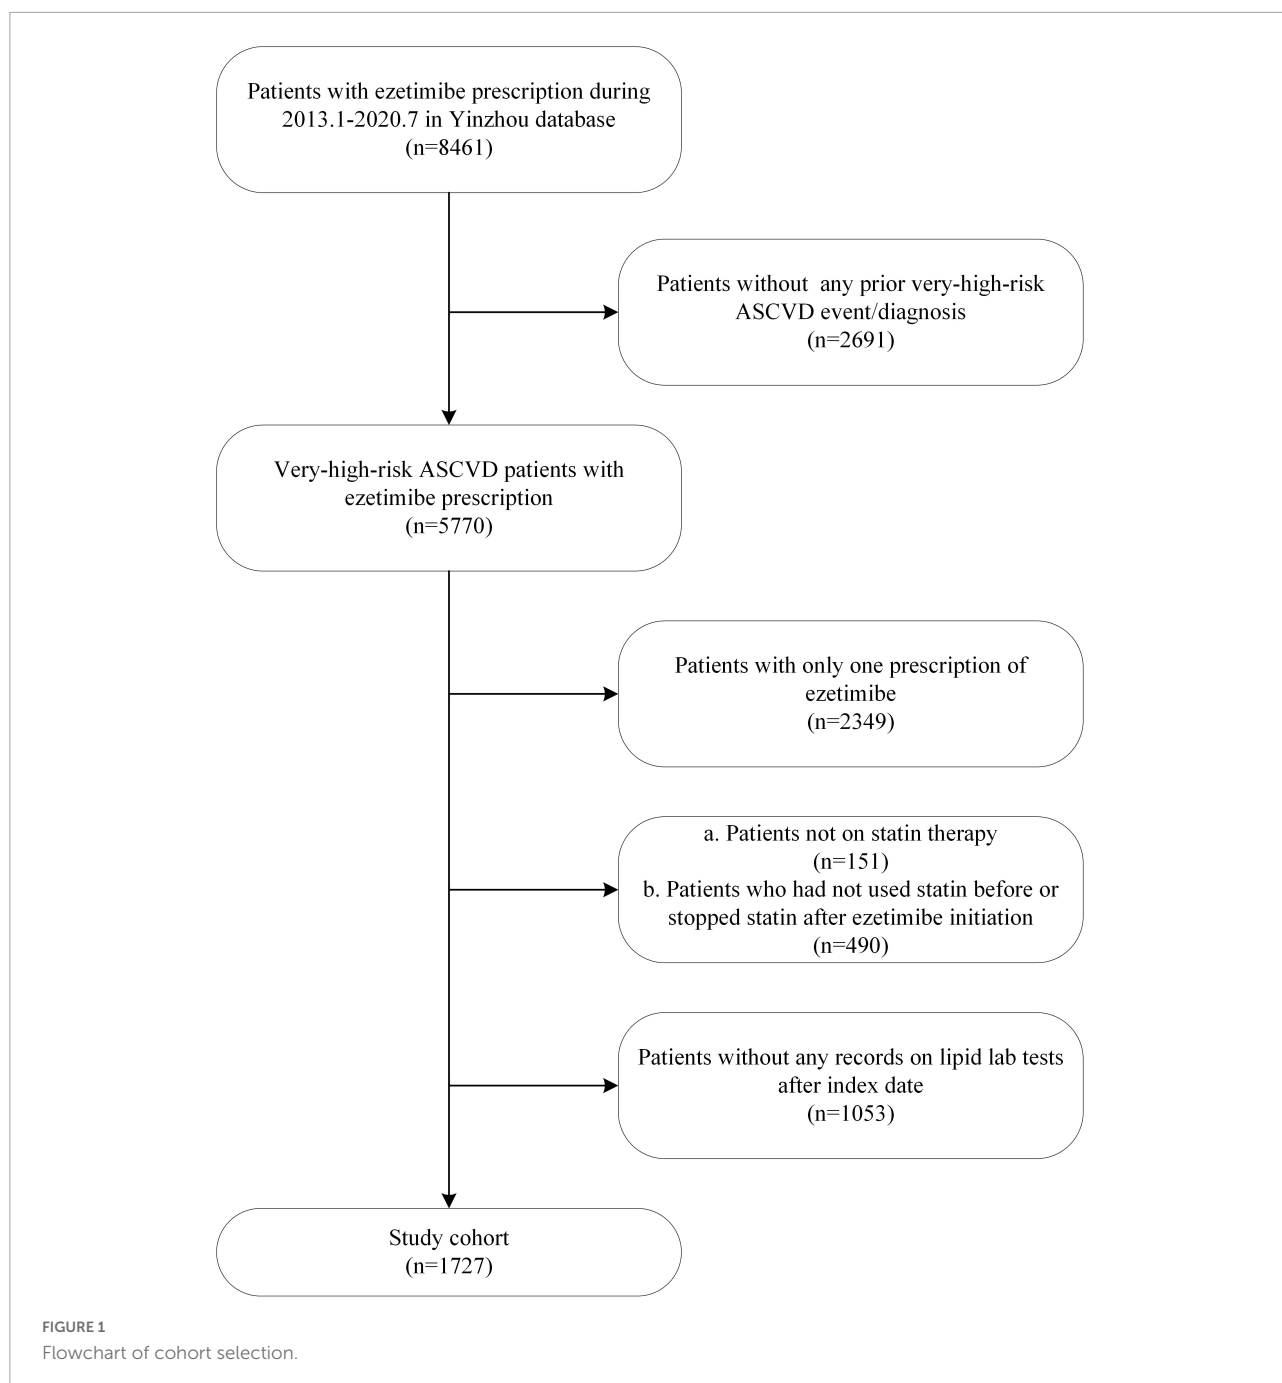 Patients with ezetimibe prescription during
2013.1-2020.7 in Yinzhou database
(n=8461)
Patients without any prior very-high-risk
ASCVD event/diagnosis
(n=2691)
Very-high-risk ASCVD patients with
ezetimibe prescription
(n=5770)
Patients with only one prescription of
ezetimibe
(n=2349)
a. Patients not on statin therapy
(n=151)
b. Patients who had not used statin before or
stopped statin after ezetimibe initiation
(n=490)
Patients without any records on lipid lab tests
after index date
(n=1053)
Study cohort
(n=1727)
FIGURE 1
Flowchart of cohort selection.